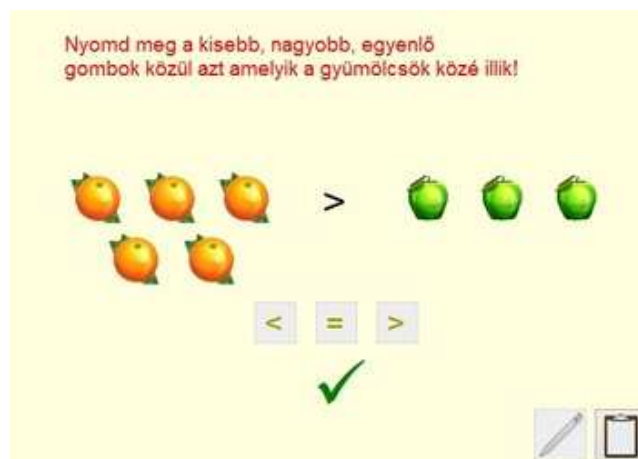 Nyomd meg a kisebb, nagyobb, egyenlő
gombok közül azt amelyik a gyümölcsök közé illik!
>
< = >